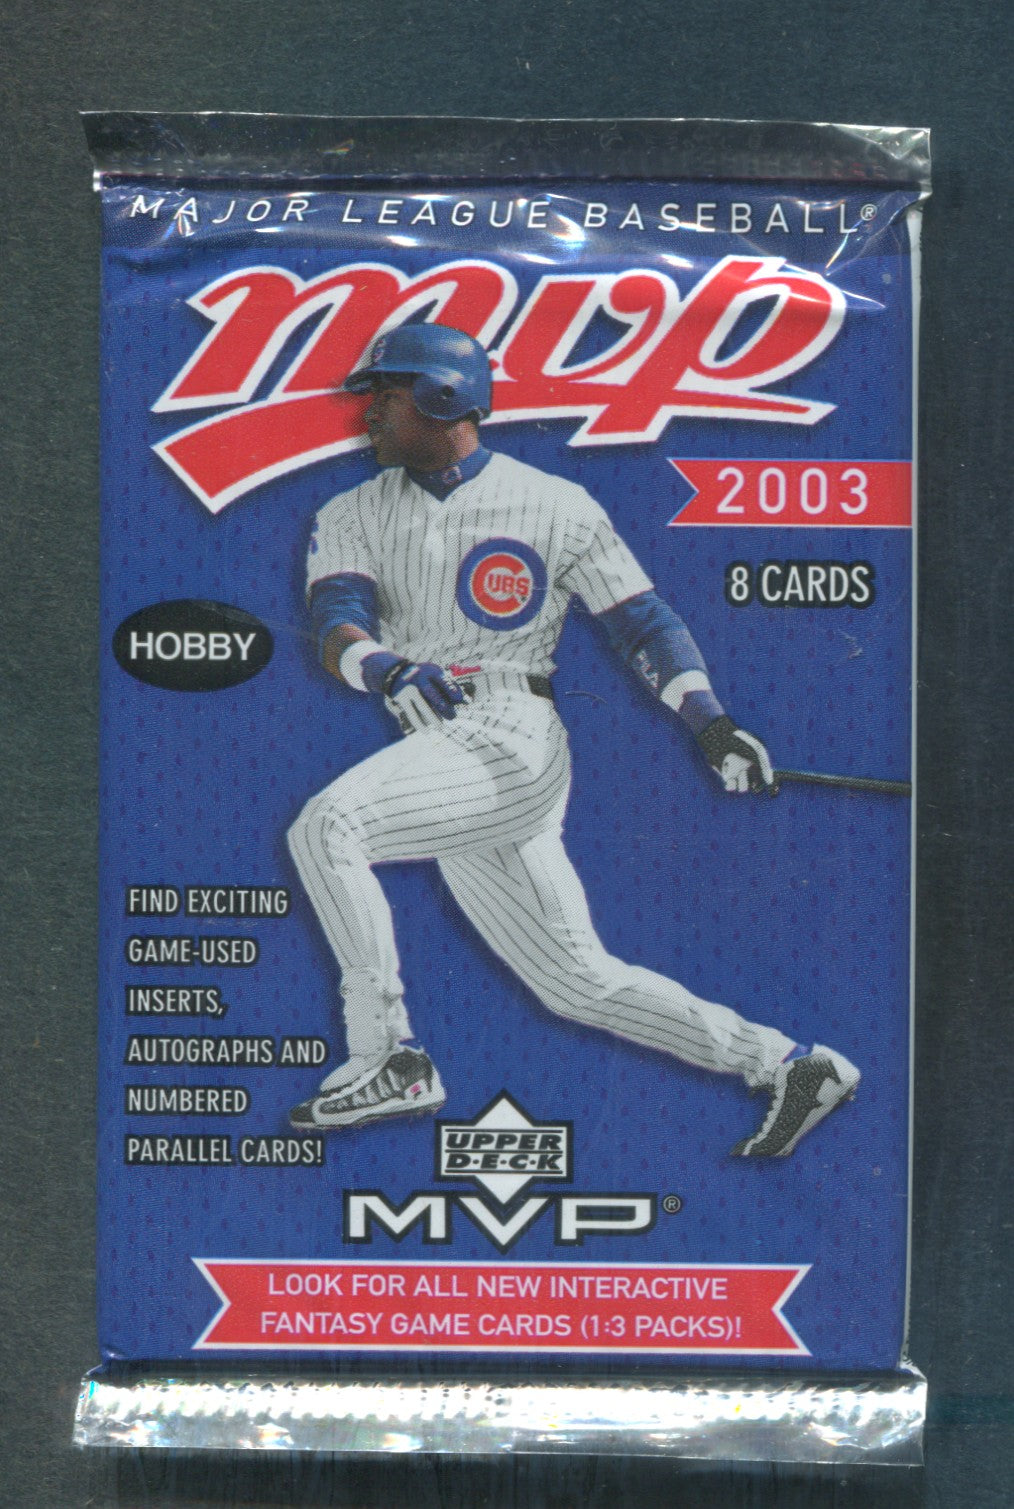 MAJOR LEAGUE BASEBALL®
mvp
2003
8 CARDS
CUBS
HOBBY
FILA
FIND EXCITING
GAME-USED
INSERTS,
AUTOGRAPHS AND
NUMBERED
PARALLEL CARDS!
UPPER
D·E·C·K
MVP®
LOOK FOR ALL NEW INTERACTIVE
FANTASY GAME CARDS (1:3 PACKS)!